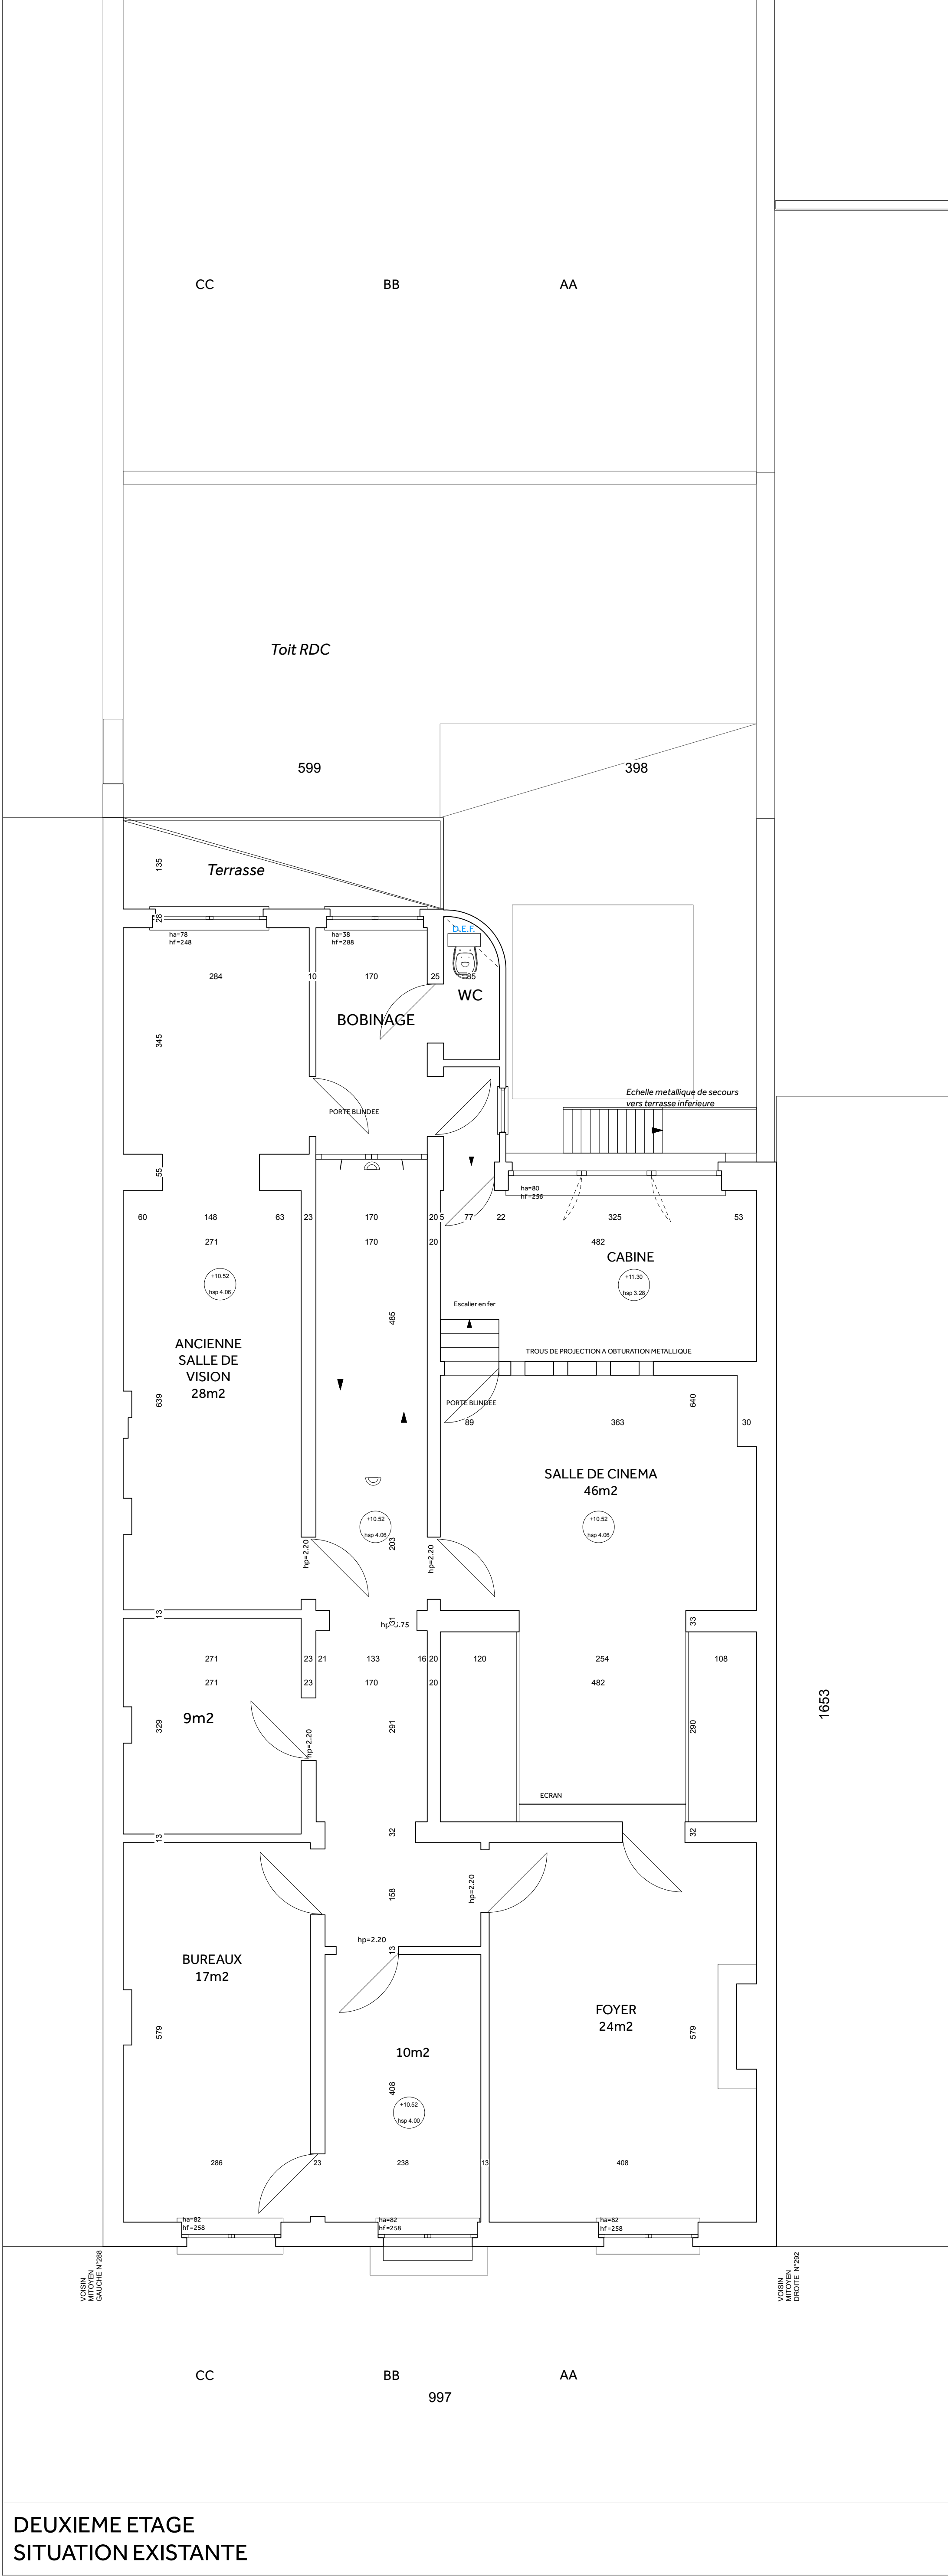 CC
BB
AA
Toit RDC
599
398
135
Terrasse
28
D.E.F.
ha=78
hf =248
ha=38
hf =288
284
10
170
25
85
WC
BOBINAGE
345
Echelle metallique de secours
vers terrasse inferieure
PORTE BLINDEE
55
ha=80
hf =256
60
148
63
23
170
20
5
77
22
325
53
271
170
20
482
CABINE
+10.52
hsp 4.06
+11.30
hsp 3.28
Escalier en fer
485
ANCIENNE
SALLE DE
VISION
28m2
TROUS DE PROJECTION A OBTURATION METALLIQUE
639
PORTE BLINDEE
640
89
363
30
SALLE DE CINEMA
46m2
+10.52
hsp 4.06
+10.52
hsp 4.06
203
hp=2.20
hp=2.20
13
31
33
271
23
21
133
16
20
120
254
108
271
23
170
20
482
9m2
329
hp=2.20
291
290
1653
ECRAN
13
32
32
158
hp=2.20
hp=2.20
13
BUREAUX
17m2
FOYER
24m2
579
10m2
579
408
+10.52
hsp 4.00
286
23
238
13
408
ha=82
hf =258
ha=82
hf =258
ha=82
hf =258
VOISIN
MITOYEN
GAUCHE N°288
VOISIN
MITOYEN
DROITE N°292
CC
BB
AA
997
DEUXIEME ETAGE
SITUATION EXISTANTE